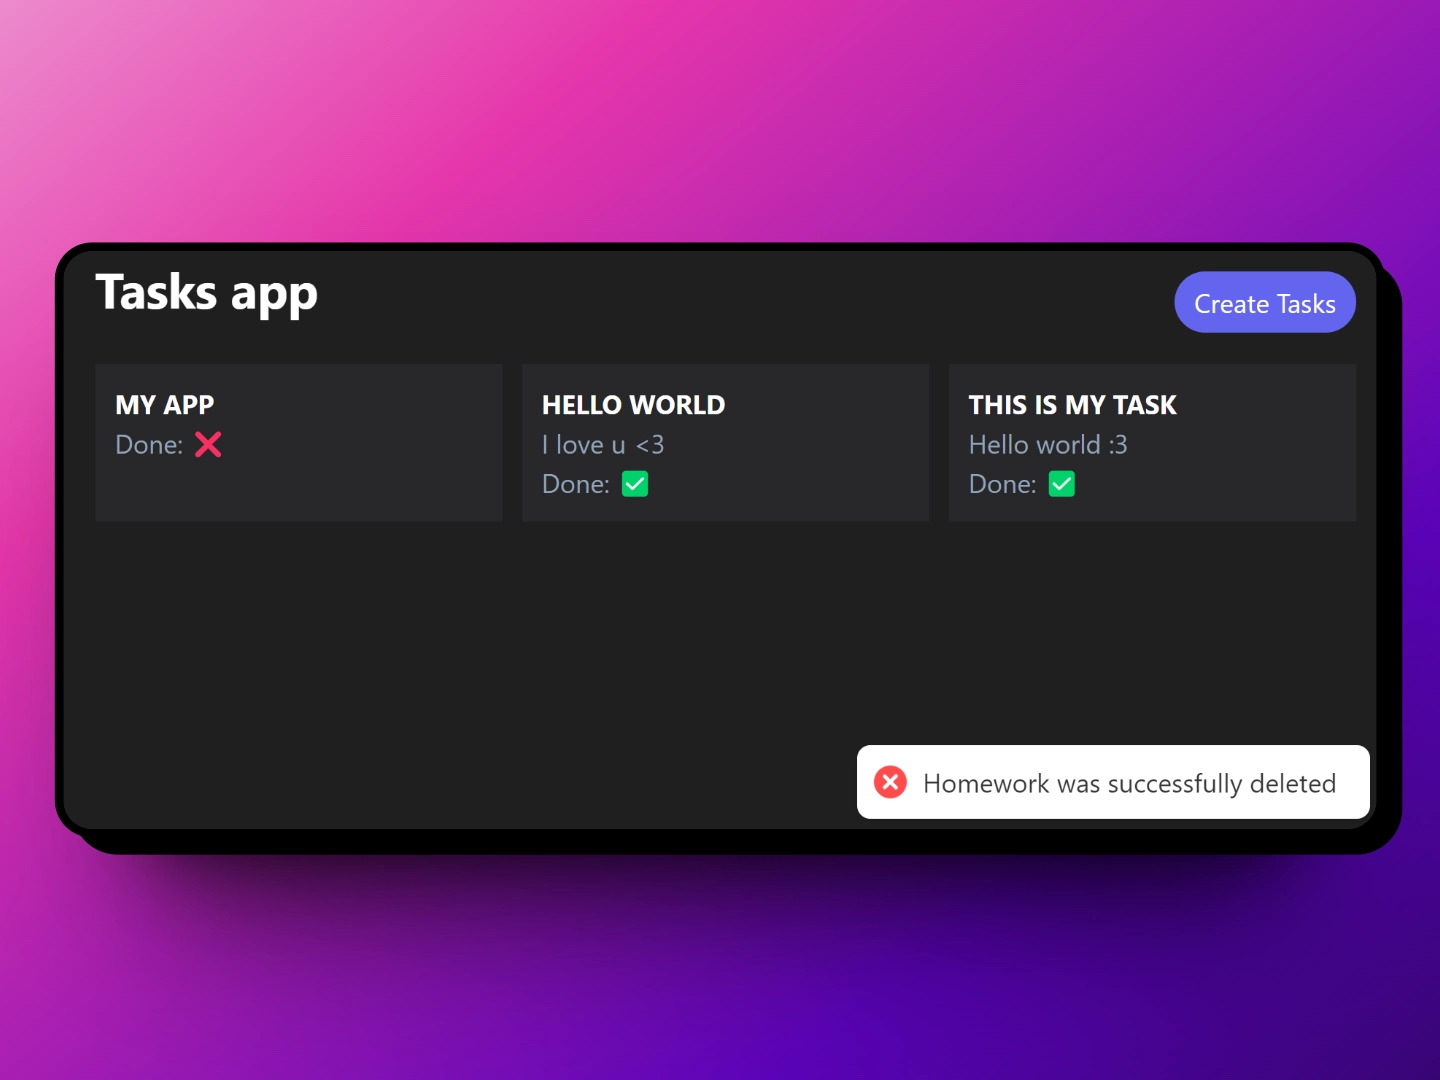 Tasks app
Create Tasks
MY APP
Done: ❌
HELLO WORLD
I love u <3
Done: ✅
THIS IS MY TASK
Hello world :3
Done: ✅
Homework was successfully deleted